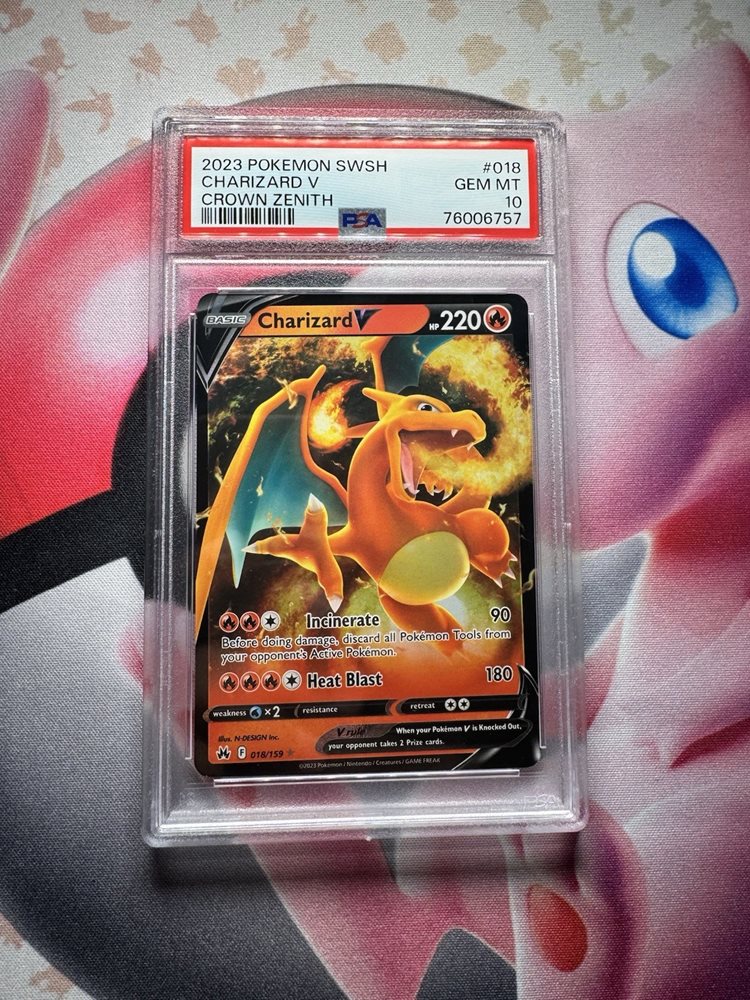 2023 POKEMON SWSH #018
CHARIZARD V GEM MT
CROWN ZENITH 10
PSA 76006757
BASIC Charizard V HP 220
Incinerate 90
Before doing damage, discard all Pokémon Tools from
your opponent's Active Pokémon.
Heat Blast 180
weakness ×2 resistance retreat
Illus. N-DESIGN Inc.
V rule When your Pokémon V is Knocked Out,
your opponent takes 2 Prize cards.
F 018/159
©2023 Pokémon / Nintendo / Creatures / GAME FREAK